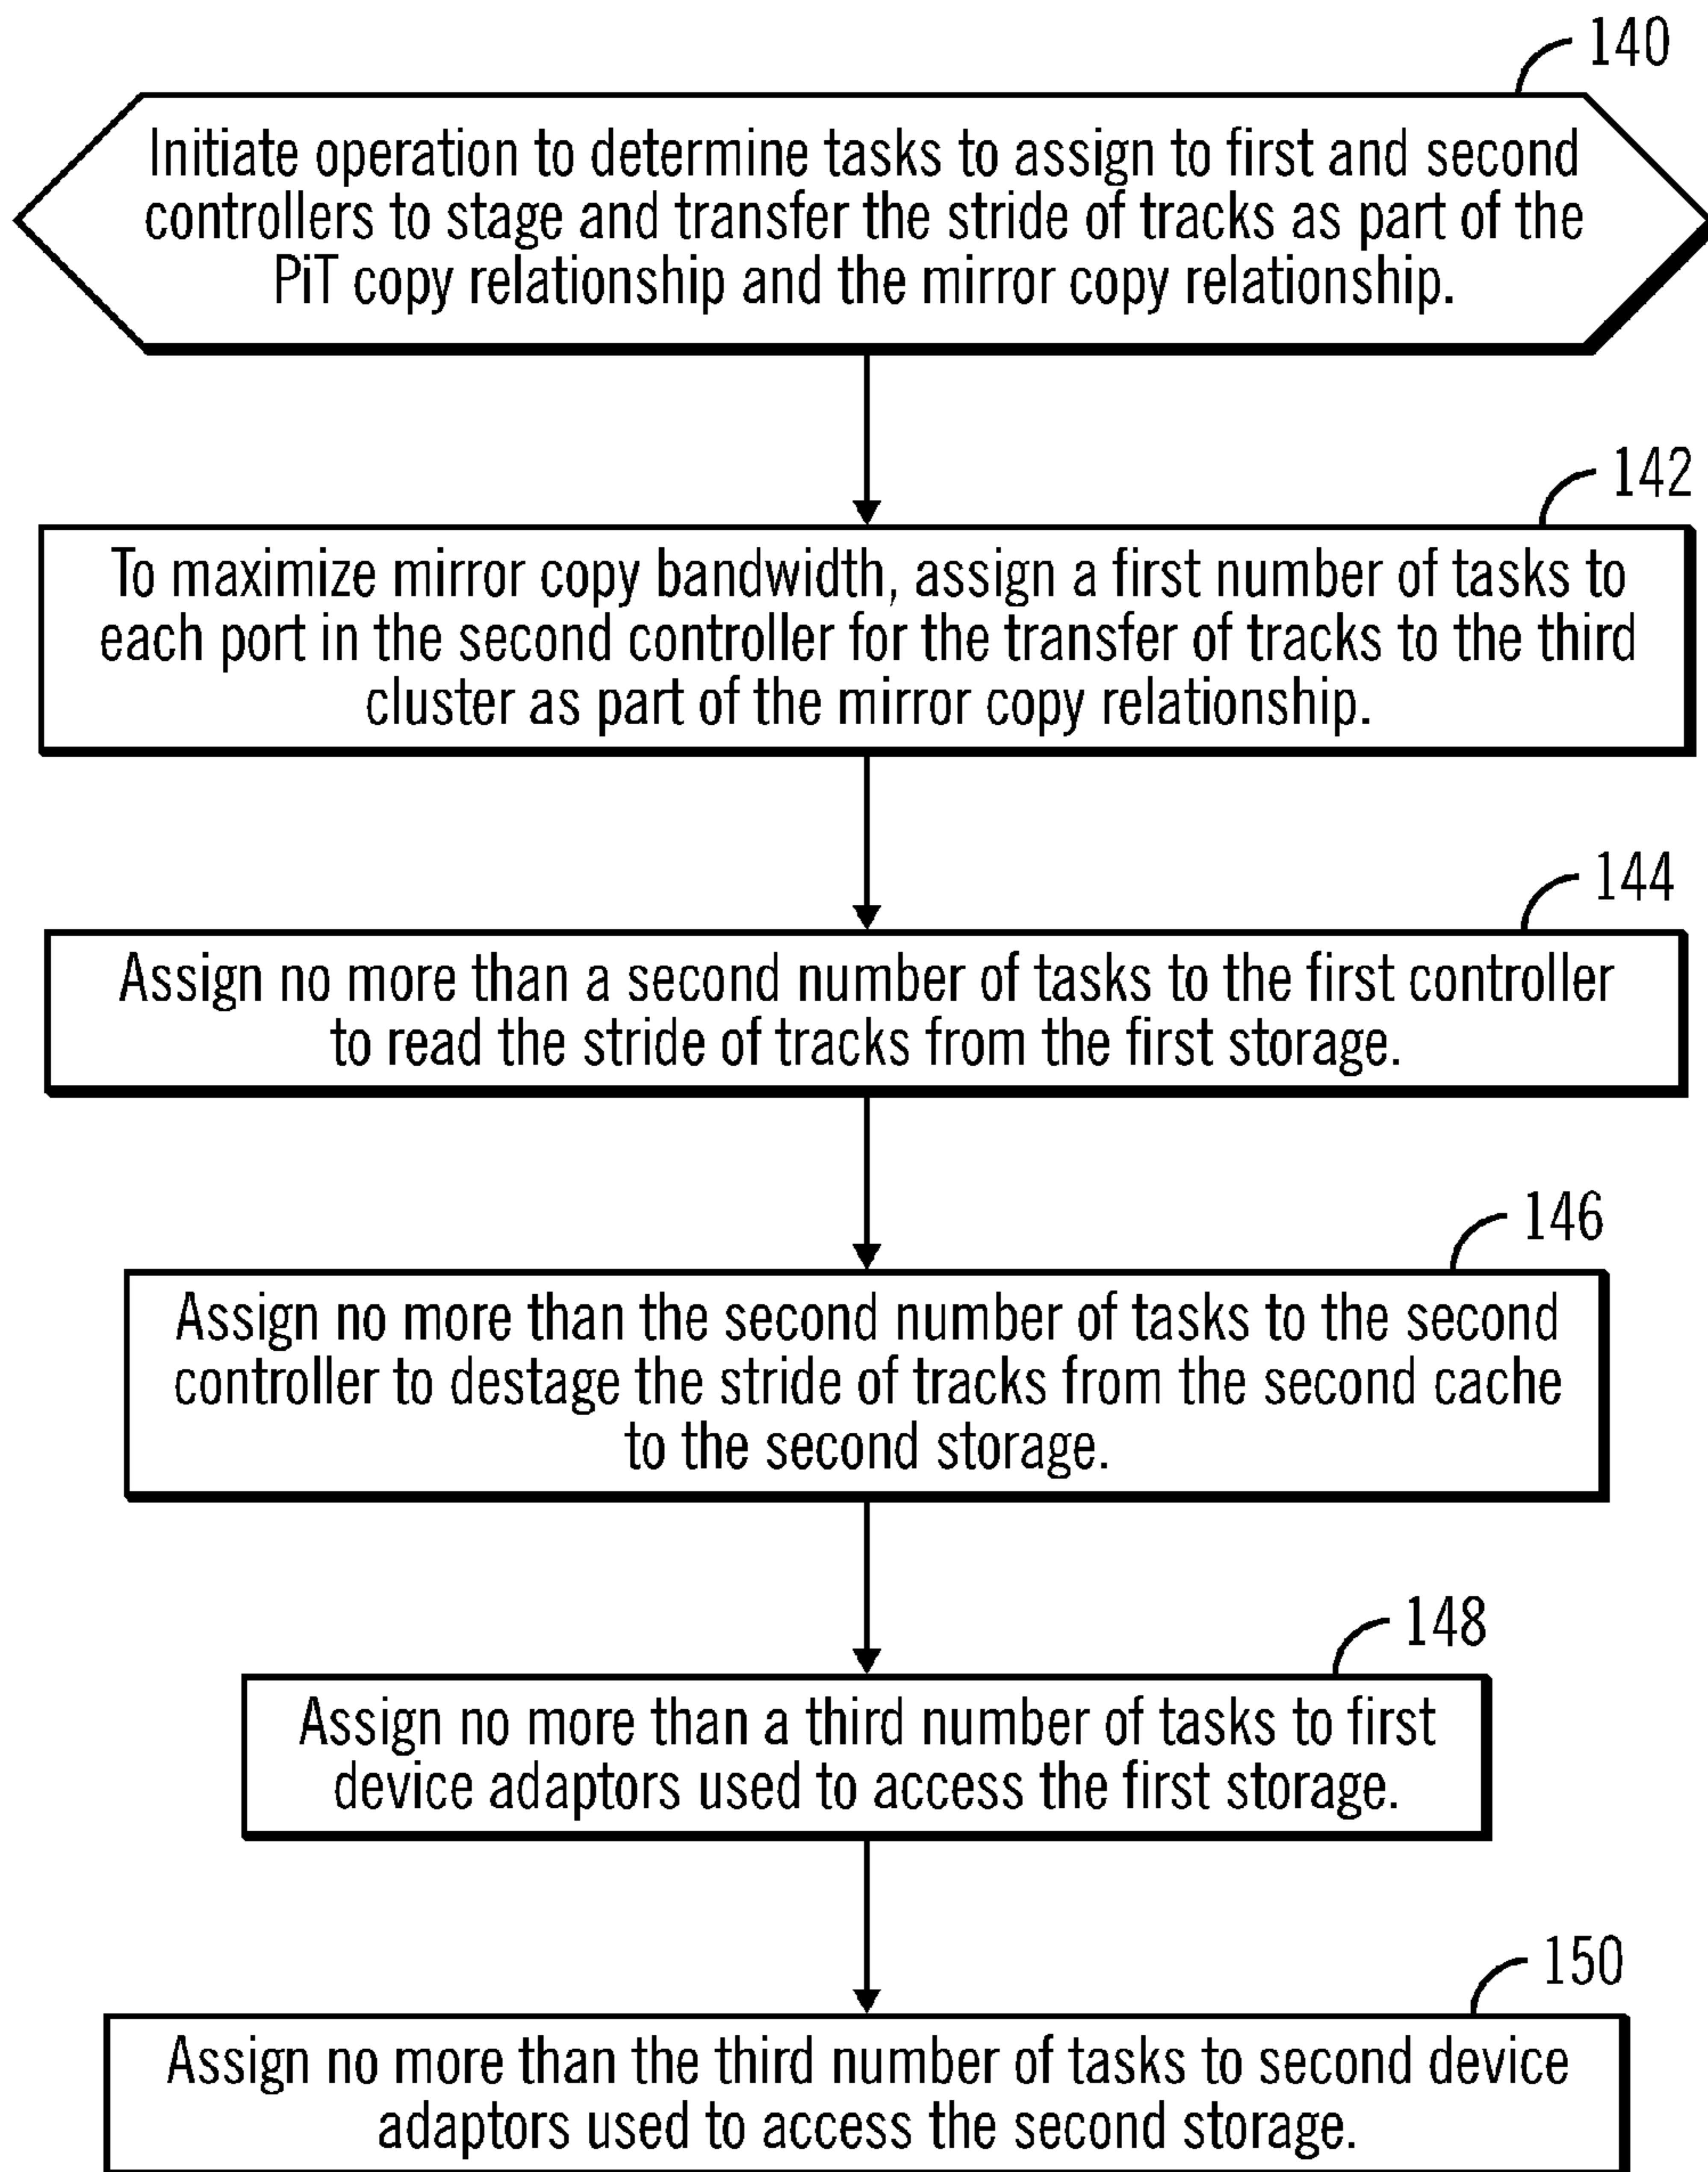 140
Initiate operation to determine tasks to assign to first and second
controllers to stage and transfer the stride of tracks as part of the
PiT copy relationship and the mirror copy relationship.
142
To maximize mirror copy bandwidth, assign a first number of tasks to
each port in the second controller for the transfer of tracks to the third
cluster as part of the mirror copy relationship.
144
Assign no more than a second number of tasks to the first controller
to read the stride of tracks from the first storage.
146
Assign no more than the second number of tasks to the second
controller to destage the stride of tracks from the second cache
to the second storage.
148
Assign no more than a third number of tasks to first
device adaptors used to access the first storage.
150
Assign no more than the third number of tasks to second device
adaptors used to access the second storage.